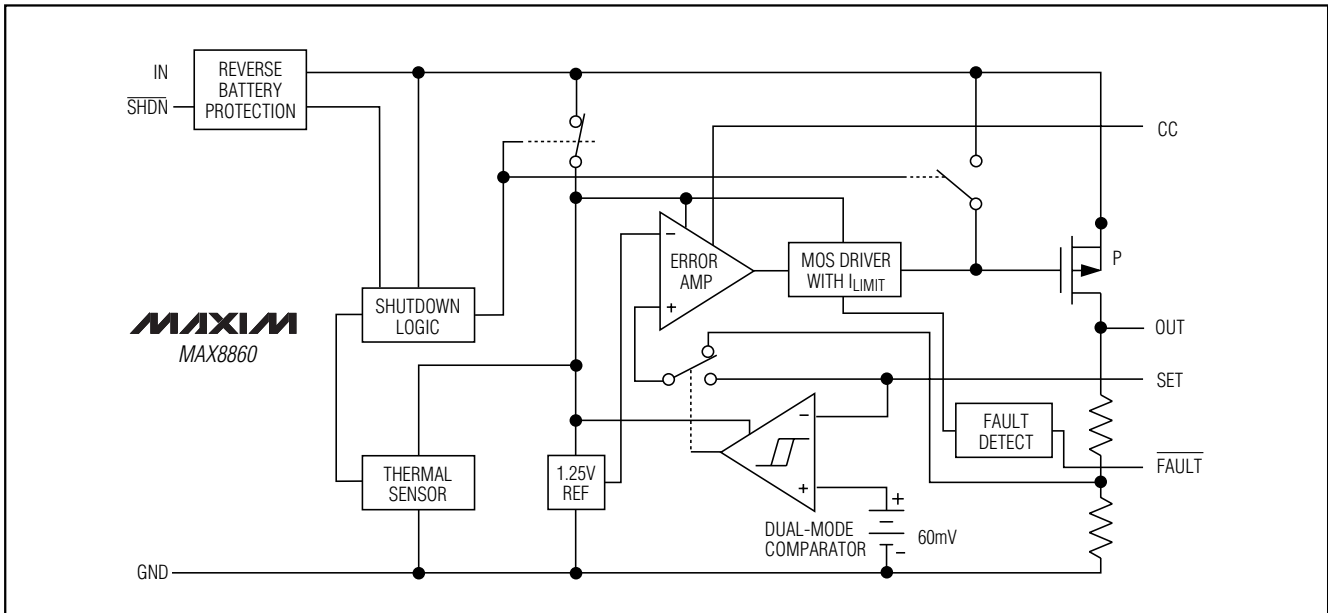 IN
REVERSE
BATTERY
PROTECTION
SHDN
CC
ERROR
AMP
−
+
MOS DRIVER
WITH ILIMIT
P
SHUTDOWN
LOGIC
MAXIM
MAX8860
OUT
SET
FAULT
DETECT
FAULT
THERMAL
SENSOR
1.25V
REF
−
+
DUAL-MODE
COMPARATOR
+
60mV
−
GND